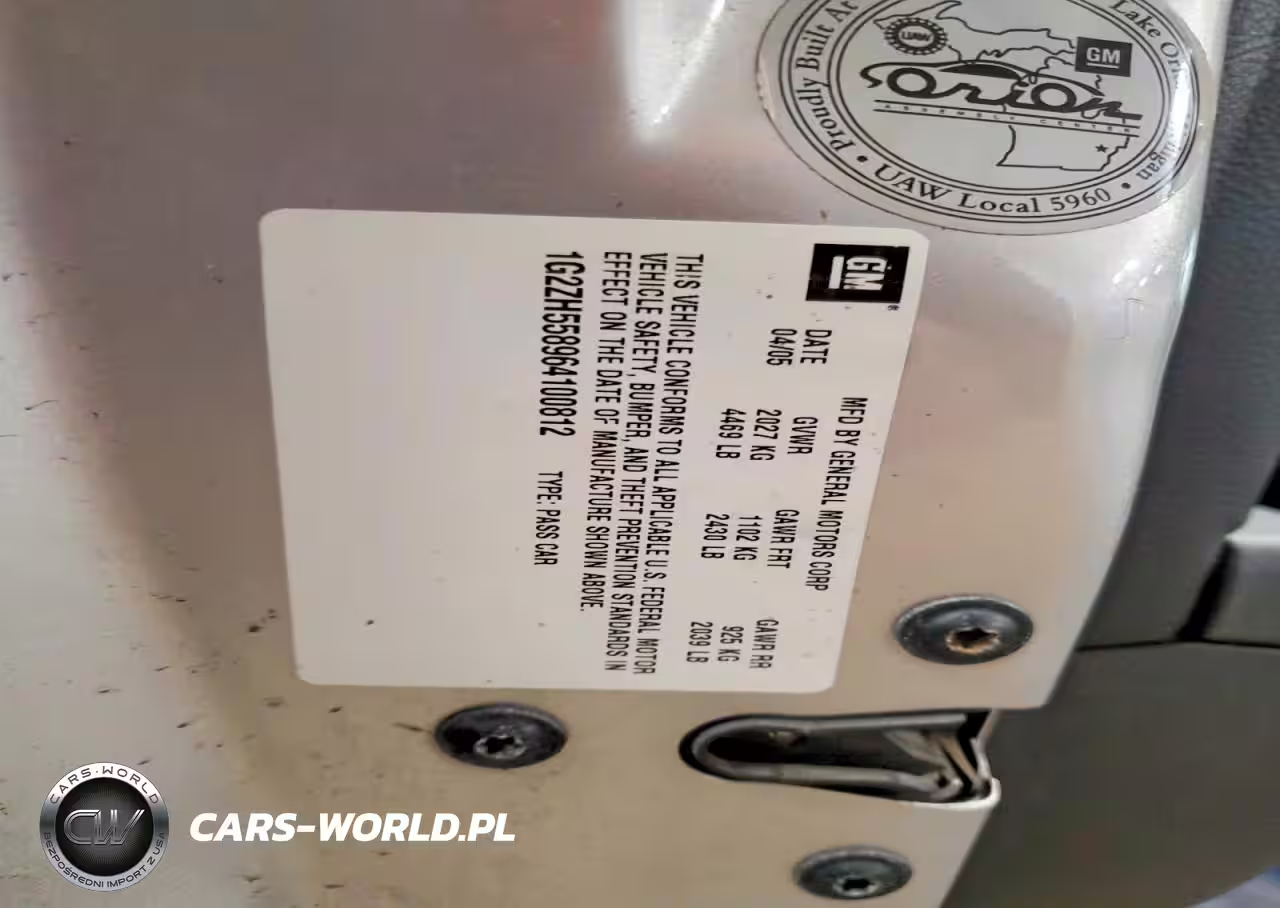 Proudly Built At
Lake
UAW
GM
Orion
ASSEMBLY CENTER
• UAW Local 5960 •
GM
MFD BY GENERAL MOTORS CORP
DATE GVWR GAWR FRT GAWR RR
04/05 2027 KG 1102 KG 925 KG
4469 LB 2430 LB 2039 LB
THIS VEHICLE CONFORMS TO ALL APPLICABLE U.S. FEDERAL MOTOR
VEHICLE SAFETY, BUMPER, AND THEFT PREVENTION STANDARDS IN
EFFECT ON THE DATE OF MANUFACTURE SHOWN ABOVE.
1G2ZH558964100812 TYPE: PASS CAR
CARS-WORLD
CW
BEZPOŚREDNI IMPORT Z USA
CARS-WORLD.PL